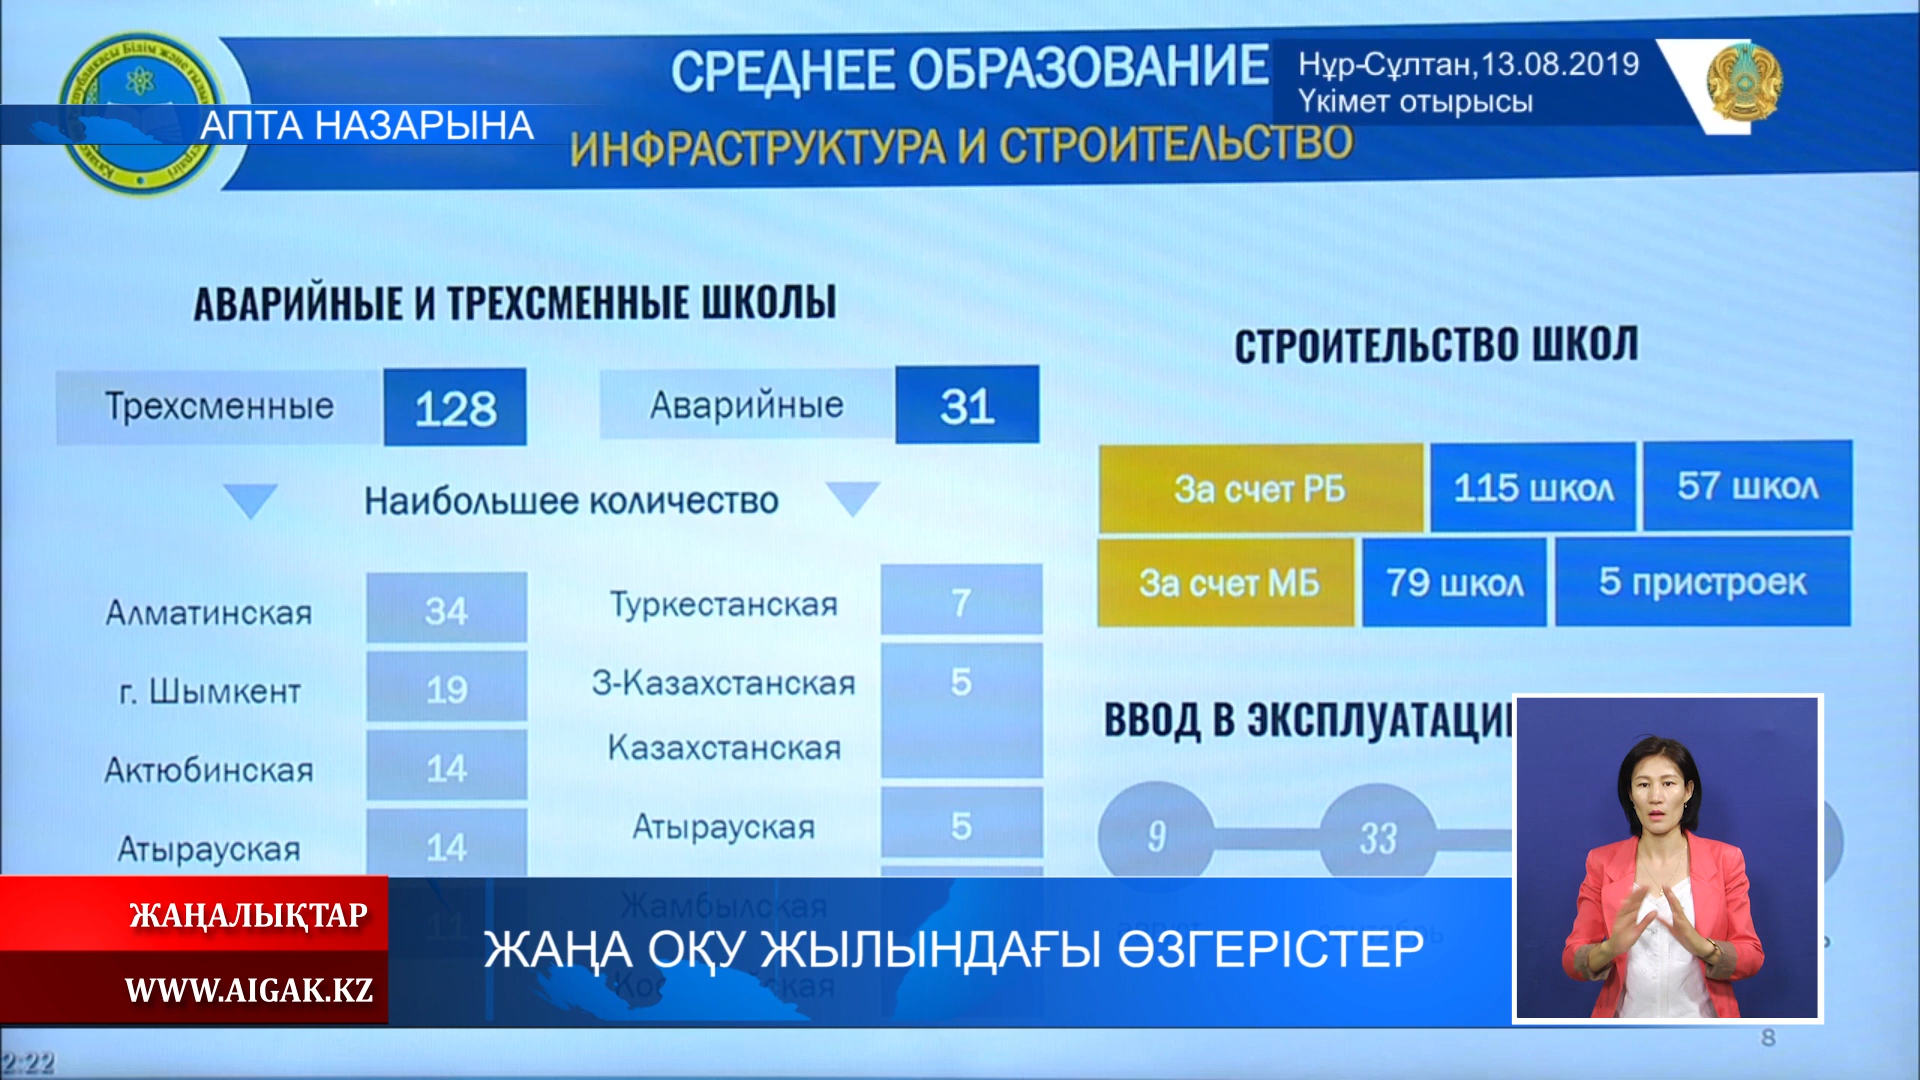 СРЕДНЕЕ ОБРАЗОВАНИЕ
ИНФРАСТРУКТУРА И СТРОИТЕЛЬСТВО
Нұр-Сұлтан,13.08.2019
Үкімет отырысы
АПТА НАЗАРЫНА
АВАРИЙНЫЕ И ТРЕХСМЕННЫЕ ШКОЛЫ
Трехсменные 128
Аварийные 31
Наибольшее количество
Алматинская 34
г. Шымкент 19
Актюбинская 14
Атырауская 14
11
Туркестанская 7
З-Казахстанская 5
Казахстанская
Атырауская 5
Жамбылская
СТРОИТЕЛЬСТВО ШКОЛ
За счет РБ 115 школ 57 школ
За счет МБ 79 школ 5 пристроек
ВВОД В ЭКСПЛУАТАЦИ
9 33
ЖАҢАЛЫҚТАР
WWW.AIGAK.KZ
ЖАҢА ОҚУ ЖЫЛЫНДАҒЫ ӨЗГЕРІСТЕР
8
2:22